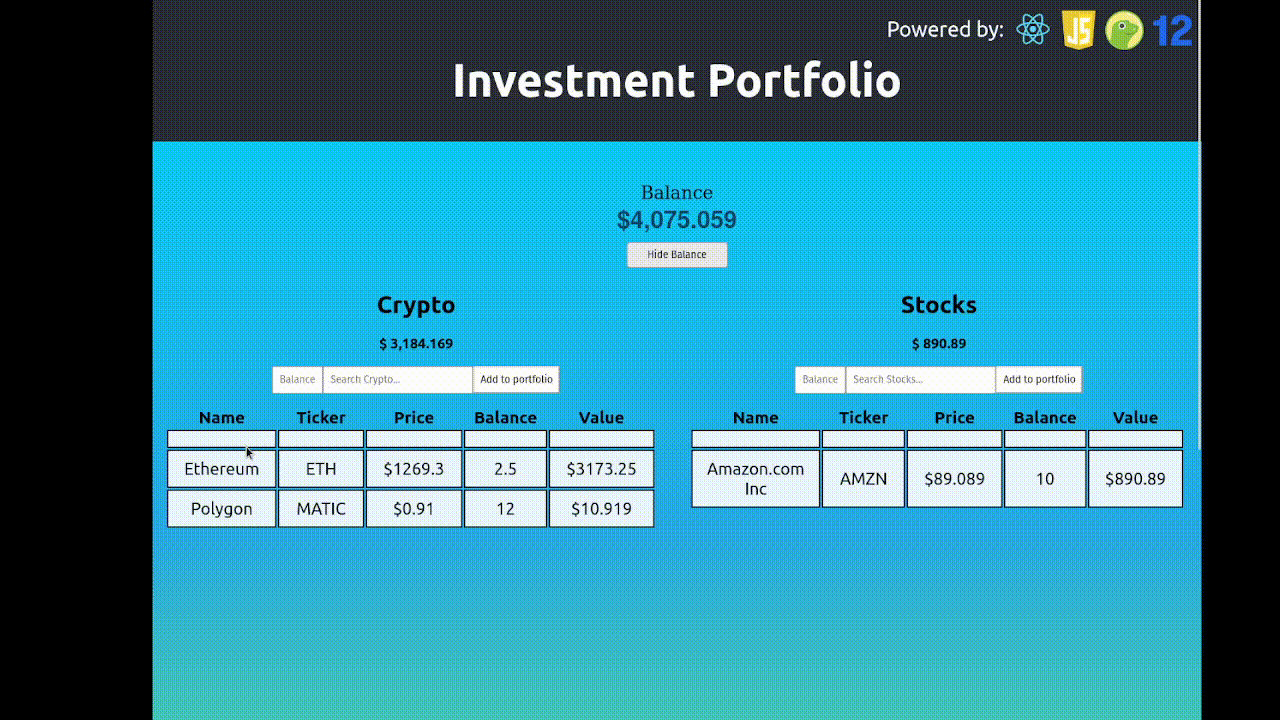 Powered by: JS 12
Investment Portfolio
Balance
$4,075.059
Hide Balance
Crypto
$ 3,184.169
Balance Search Crypto... Add to portfolio
Name Ticker Price Balance Value
Ethereum ETH $1269.3 2.5 $3173.25
Polygon MATIC $0.91 12 $10.919
Stocks
$ 890.89
Balance Search Stocks... Add to portfolio
Name Ticker Price Balance Value
Amazon.com
Inc AMZN $89.089 10 $890.89